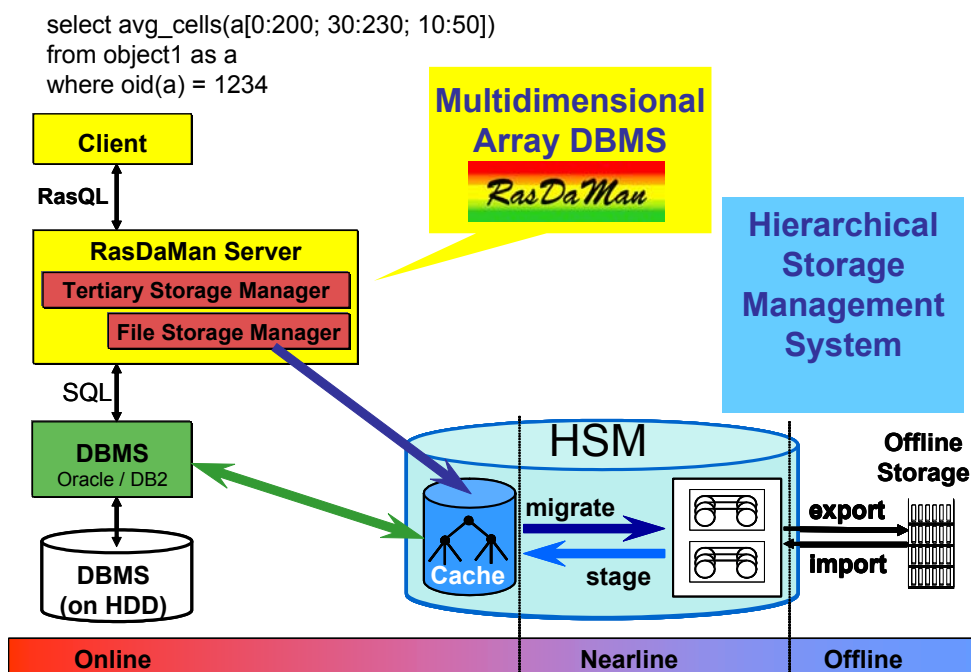 select avg_cells(a[0:200; 30:230; 10:50])
from object1 as a
where oid(a) = 1234
Multidimensional
Array DBMS
RasDaMan
Client
RasQL
RasDaMan Server
Tertiary Storage Manager
File Storage Manager
Hierarchical
Storage
Management
System
SQL
DBMS
Oracle / DB2
DBMS
(on HDD)
HSM
Cache
migrate
stage
Offline
Storage
export
import
Online
Nearline
Offline